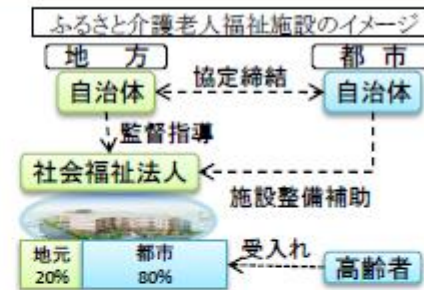 ふるさと介護老人福祉施設のイメージ
地 方
都 市
自治体
協定締結
自治体
監督指導
社会福祉法人
施設整備補助
地元
20%
都市
80%
受入れ
高齢者